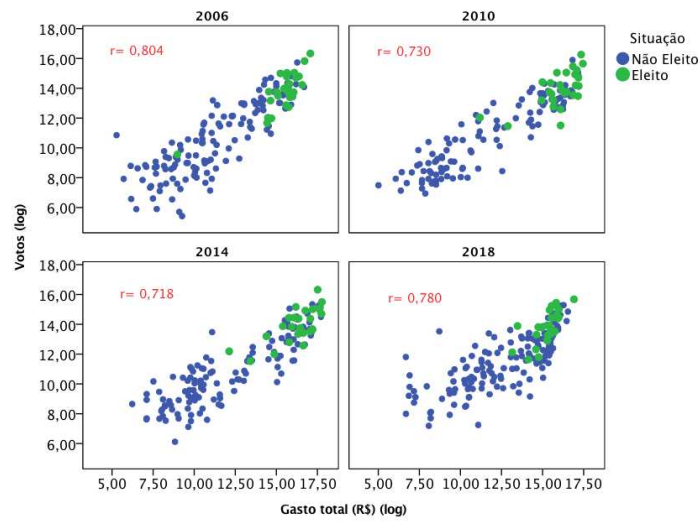 2006
2010
Situação
Não Eleito
Eleito
r= 0,804
r= 0,730
18,00
16,00
14,00
12,00
10,00
8,00
6,00
Votos (log)
2014
2018
r= 0,718
r= 0,780
18,00
16,00
14,00
12,00
10,00
8,00
6,00
5,00 7,50 10,00 12,50 15,00 17,50 5,00 7,50 10,00 12,50 15,00 17,50
Gasto total (R$) (log)